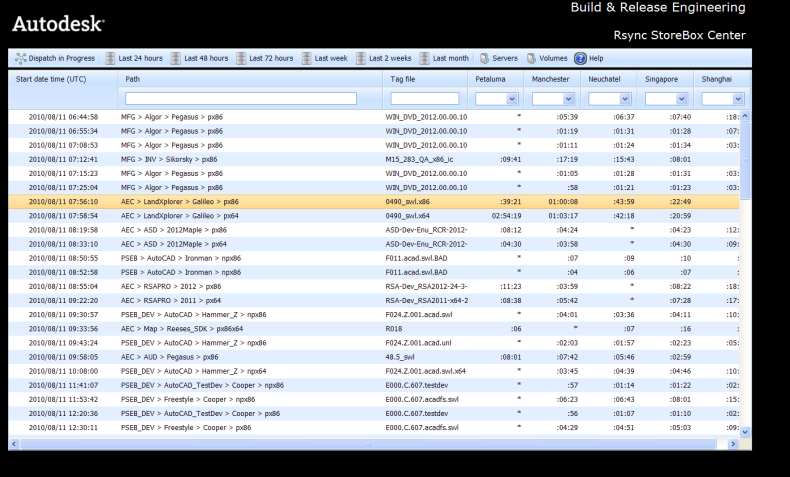 Build & Release Engineering
Autodesk
Rsync StoreBox Center
Dispatch in Progress Last 24 hours Last 48 hours Last 72 hours Last week Last 2 weeks Last month Servers Volumes Help
Start date time (UTC) Path Tag file Petaluma Manchester Neuchatel Singapore Shanghai
2010/08/11 06:44:58 MFG > Algor > Pegasus > px86 WIN_DVD_2012.00.00.10 * :05:39 :06:37 :07:40 :18:
2010/08/11 06:55:34 MFG > Algor > Pegasus > px86 WIN_DVD_2012.00.00.10 * :01:19 :01:31 :01:28 :07:
2010/08/11 07:08:53 MFG > Algor > Pegasus > px86 WIN_DVD_2012.00.00.10 * :01:11 :01:24 :01:34 :03:
2010/08/11 07:12:41 MFG > INV > Sikorsky > px86 M15_283_QA_x86_ic :09:41 :17:19 :15:43 :08:01
2010/08/11 07:15:23 MFG > Algor > Pegasus > px86 WIN_DVD_2012.00.00.10 * :01:05 :01:28 :01:31 :03:
2010/08/11 07:25:04 MFG > Algor > Pegasus > px86 WIN_DVD_2012.00.00.10 * :58 :01:21 :01:23 :03:
2010/08/11 07:56:10 AEC > LandXplorer > Galileo > px86 0490_swl.x86 :39:21 01:00:08 :43:59 :22:49
2010/08/11 07:58:54 AEC > LandXplorer > Galileo > px64 0490_swl.x64 02:54:19 01:03:17 :42:18 :20:59
2010/08/11 08:19:58 AEC > ASD > 2012Maple > px86 ASD-Dev-Enu_RCR-2012- :08:12 :04:24 * :04:23 :12:
2010/08/11 08:33:10 AEC > ASD > 2012Maple > px64 ASD-Dev-Enu_RCR-2012- :04:30 :03:58 * :04:30 :09:
2010/08/11 08:50:55 PSEB > AutoCAD > Ironman > npx86 F011.acad.swl.BAD * :07 :09 :10 :
2010/08/11 08:52:58 PSEB > AutoCAD > Ironman > npx86 F011.acad.swl.BAD * :04 :06 :07 :
2010/08/11 08:55:04 AEC > RSAPRO > 2012 > px86 RSA-Dev_RSA2012-24-3- :11:23 :03:59 * :08:22 :18:
2010/08/11 09:22:20 AEC > RSAPRO > 2011 > px64 RSA-Dev_RSA2011-x64-2 :08:38 :05:42 * :07:28 :17:
2010/08/11 09:30:57 PSEB_DEV > AutoCAD > Hammer_Z > npx86 F024.Z.001.acad.swl * :04:01 :03:36 :04:11 :10:
2010/08/11 09:33:56 AEC > Map > Reeses_SDK > px86x64 R018 :06 * :07 :16 :
2010/08/11 09:43:24 PSEB_DEV > AutoCAD > Hammer_Z > npx86 F024.Z.001.acad.unl * :02:03 :01:57 :02:23 :05:
2010/08/11 09:58:05 AEC > AUD > Pegasus > px86 48.5_swl :08:01 :07:42 :05:46 :02:59
2010/08/11 10:08:00 PSEB_DEV > AutoCAD > Hammer_Z > npx64 F024.Z.001.acad.swl.x64 * :03:45 :04:39 :04:46 :10:
2010/08/11 11:41:07 PSEB_DEV > AutoCAD_TestDev > Cooper > npx86 E000.C.607.testdev * :57 :01:14 :01:22 :02:
2010/08/11 11:53:42 PSEB_DEV > Freestyle > Cooper > npx86 E000.C.607.acadfs.swl * :06:23 :06:43 :08:01 :15:
2010/08/11 12:20:36 PSEB_DEV > AutoCAD_TestDev > Cooper > px86 E000.C.607.testdev * :56 :01:07 :01:10 :02:
2010/08/11 12:30:11 PSEB_DEV > Freestyle > Cooper > px86 E000.C.607.acadfs.swl * :04:29 :04:51 :05:03 :09: